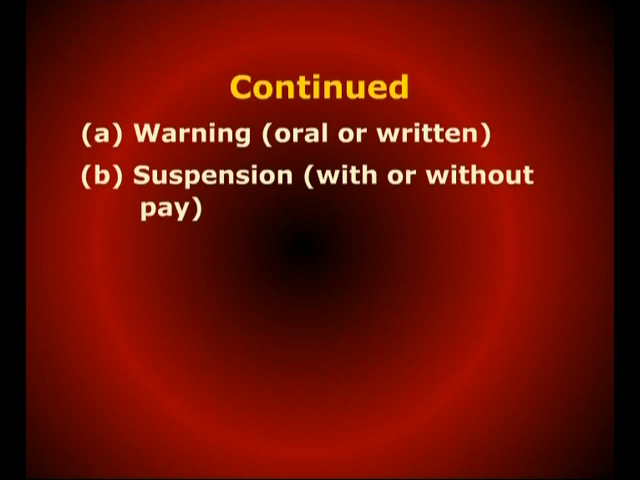 Continued
(a) Warning (oral or written)
(b) Suspension (with or without
pay)